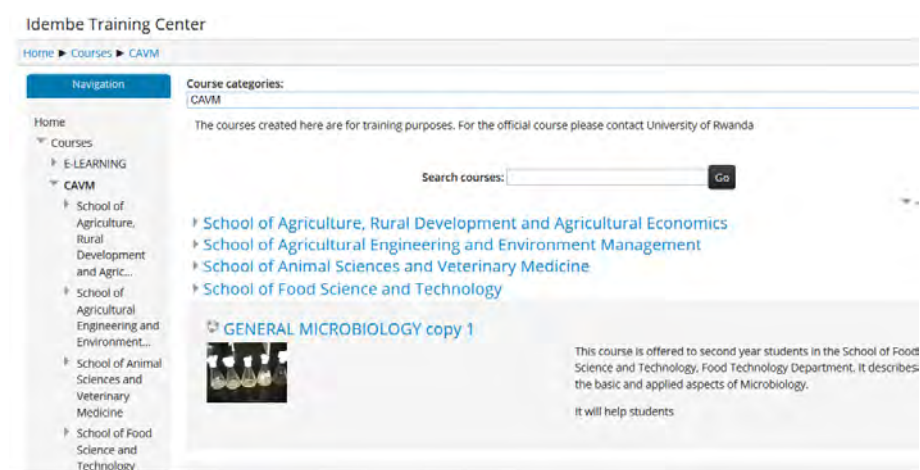 Idembe Training Center
Home ► Courses ► CAVM
Navigation
Home
Courses
E-LEARNING
CAVM
School of
Agriculture,
Rural
Development
and Agric...
School of
Agricultural
Engineering and
Environment...
School of Animal
Sciences and
Veterinary
Medicine
School of Food
Science and
Technology
Course categories:
CAVM
The courses created here are for training purposes. For the official course please contact University of Rwanda
Search courses:
Go
School of Agriculture, Rural Development and Agricultural Economics
School of Agricultural Engineering and Environment Management
School of Animal Sciences and Veterinary Medicine
School of Food Science and Technology
GENERAL MICROBIOLOGY copy 1
This course is offered to second year students in the School of Food
Science and Technology, Food Technology Department. It describes
the basic and applied aspects of Microbiology.
It will help students